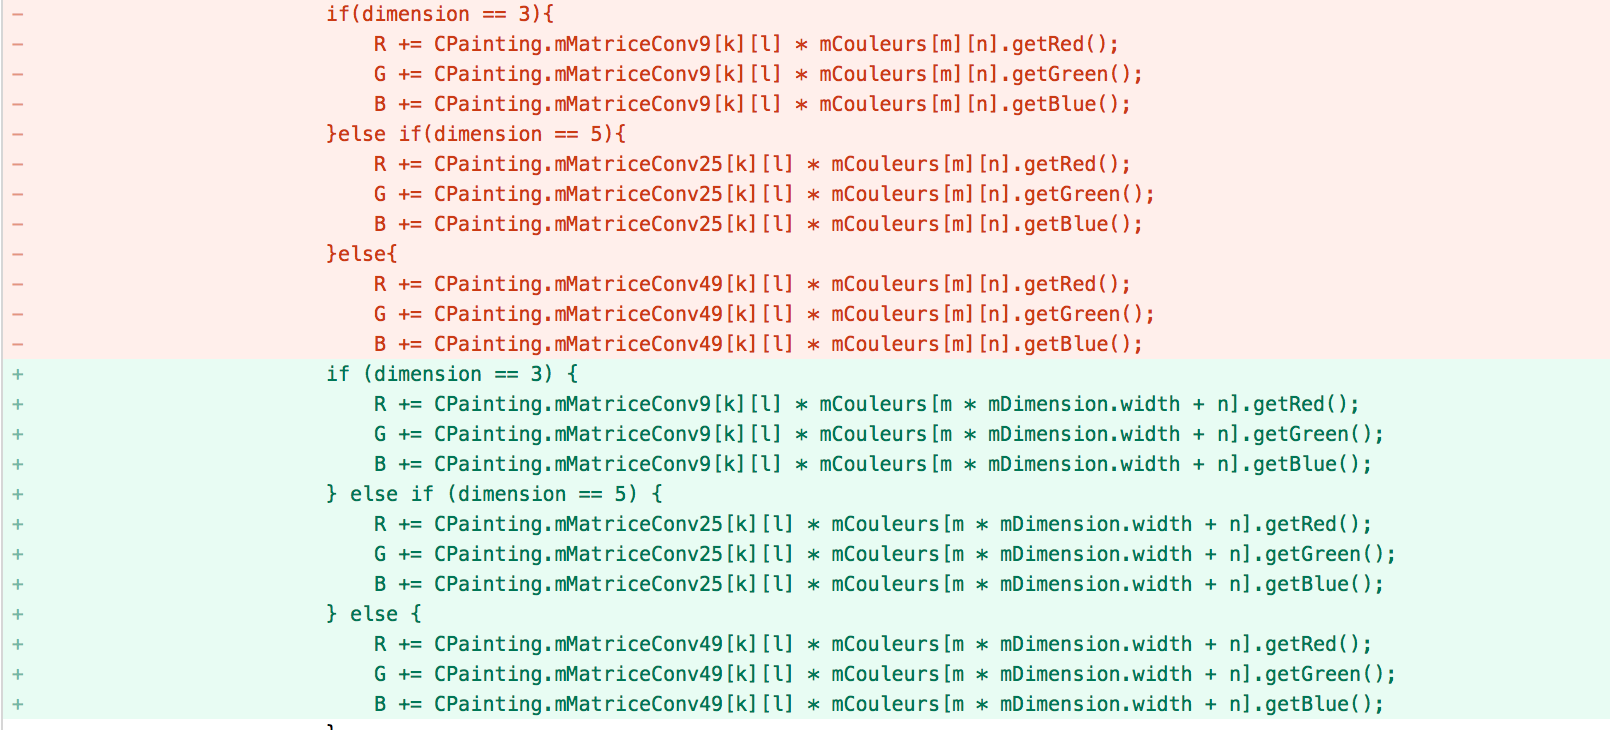 - if(dimension == 3){
- R += CPainting.mMatriceConv9[k][l] * mCouleurs[m][n].getRed();
- G += CPainting.mMatriceConv9[k][l] * mCouleurs[m][n].getGreen();
- B += CPainting.mMatriceConv9[k][l] * mCouleurs[m][n].getBlue();
- }else if(dimension == 5){
- R += CPainting.mMatriceConv25[k][l] * mCouleurs[m][n].getRed();
- G += CPainting.mMatriceConv25[k][l] * mCouleurs[m][n].getGreen();
- B += CPainting.mMatriceConv25[k][l] * mCouleurs[m][n].getBlue();
- }else{
- R += CPainting.mMatriceConv49[k][l] * mCouleurs[m][n].getRed();
- G += CPainting.mMatriceConv49[k][l] * mCouleurs[m][n].getGreen();
- B += CPainting.mMatriceConv49[k][l] * mCouleurs[m][n].getBlue();
+ if (dimension == 3) {
+ R += CPainting.mMatriceConv9[k][l] * mCouleurs[m * mDimension.width + n].getRed();
+ G += CPainting.mMatriceConv9[k][l] * mCouleurs[m * mDimension.width + n].getGreen();
+ B += CPainting.mMatriceConv9[k][l] * mCouleurs[m * mDimension.width + n].getBlue();
+ } else if (dimension == 5) {
+ R += CPainting.mMatriceConv25[k][l] * mCouleurs[m * mDimension.width + n].getRed();
+ G += CPainting.mMatriceConv25[k][l] * mCouleurs[m * mDimension.width + n].getGreen();
+ B += CPainting.mMatriceConv25[k][l] * mCouleurs[m * mDimension.width + n].getBlue();
+ } else {
+ R += CPainting.mMatriceConv49[k][l] * mCouleurs[m * mDimension.width + n].getRed();
+ G += CPainting.mMatriceConv49[k][l] * mCouleurs[m * mDimension.width + n].getGreen();
+ B += CPainting.mMatriceConv49[k][l] * mCouleurs[m * mDimension.width + n].getBlue();